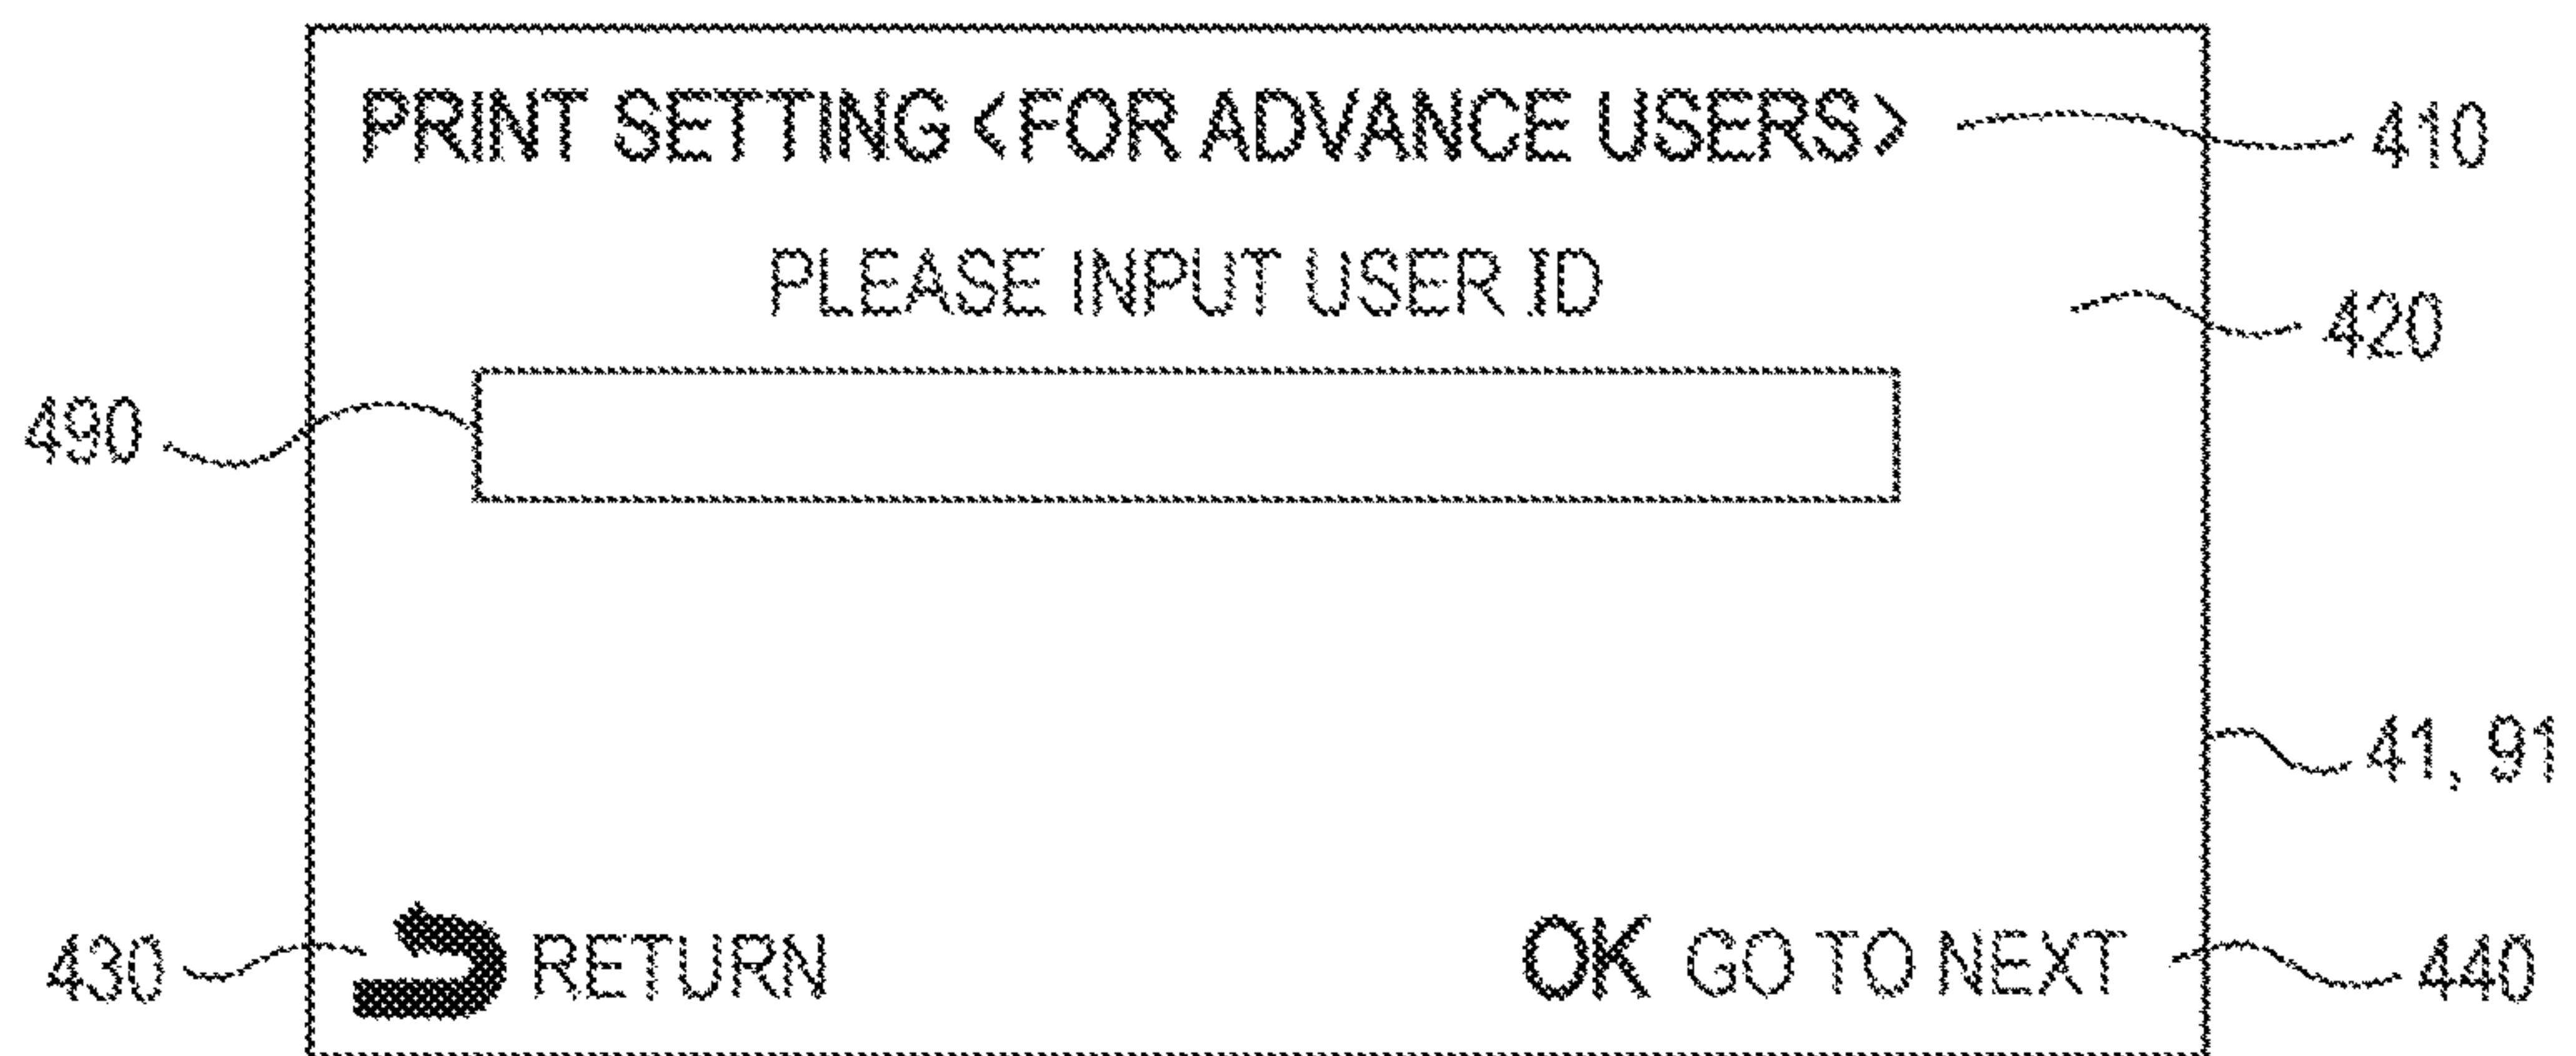 PRINT SETTING <FOR ADVANCE USERS>
410
PLEASE INPUT USER ID
420
490
41, 91
430
RETURN
OK GO TO NEXT
440